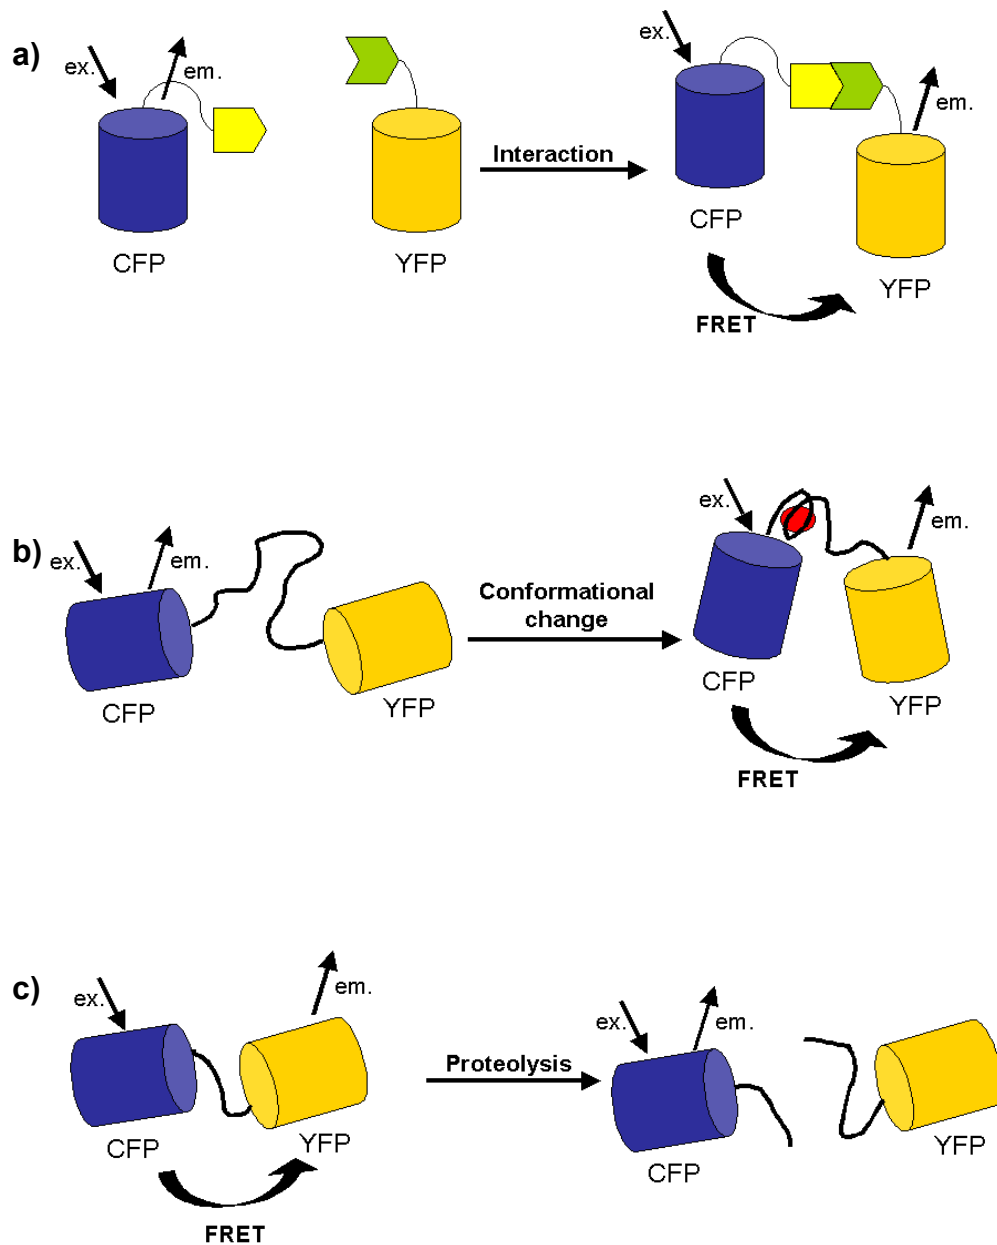 a)
ex.
em.
CFP
YFP
Interaction
ex.
em.
CFP
YFP
FRET
b)
ex.
em.
CFP
YFP
Conformational
change
ex.
em.
CFP
YFP
FRET
c)
ex.
em.
CFP
YFP
FRET
Proteolysis
ex.
em.
CFP
YFP